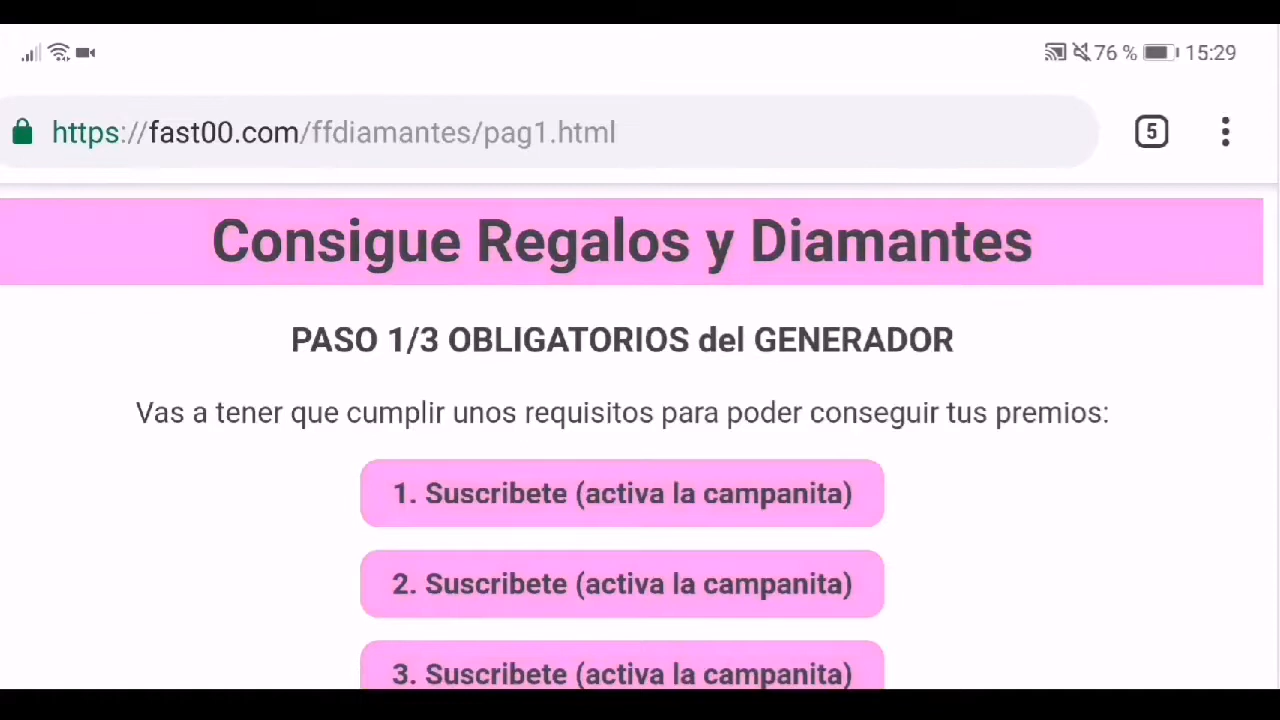 76 % 15:29
https://fast00.com/ffdiamantes/pag1.html
5
Consigue Regalos y Diamantes
PASO 1/3 OBLIGATORIOS del GENERADOR
Vas a tener que cumplir unos requisitos para poder conseguir tus premios:
1. Suscribete (activa la campanita)
2. Suscribete (activa la campanita)
3. Suscribete (activa la campanita)